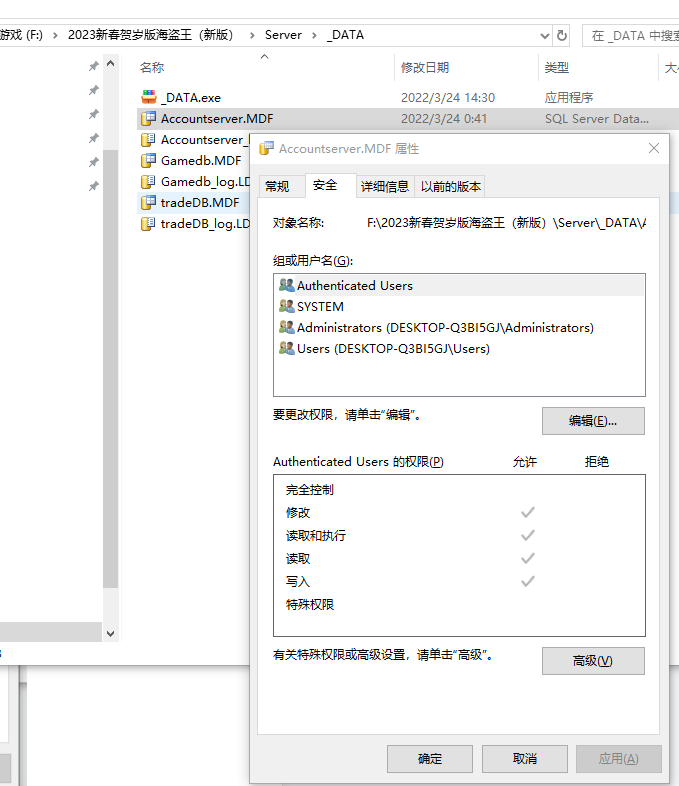 游戏 (F:) › 2023新春贺岁版海盗王（新版） › Server › _DATA
在 _DATA 中搜索
名称 修改日期 类型 大
_DATA.exe 2022/3/24 14:30 应用程序
Accountserver.MDF 2022/3/24 0:41 SQL Server Data...
Accountserver_
Gamedb.MDF
Gamedb_log.LD
tradeDB.MDF
tradeDB_log.LD
Accountserver.MDF 属性
常规 安全 详细信息 以前的版本
对象名称: F:\2023新春贺岁版海盗王（新版）\Server\_DATA\A
组或用户名(G):
Authenticated Users
SYSTEM
Administrators (DESKTOP-Q3BI5GJ\Administrators)
Users (DESKTOP-Q3BI5GJ\Users)
要更改权限，请单击“编辑”。
编辑(E)...
Authenticated Users 的权限(P) 允许 拒绝
完全控制
修改
读取和执行
读取
写入
特殊权限
有关特殊权限或高级设置，请单击“高级”。
高级(V)
确定 取消 应用(A)